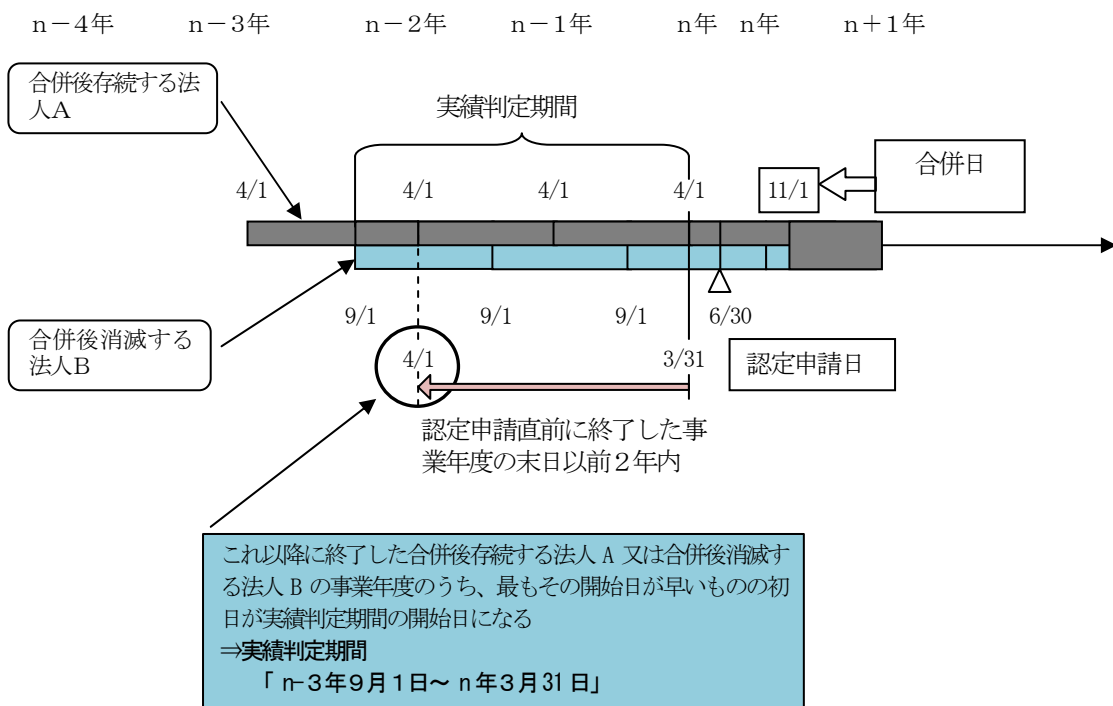 n－4年 n－3年 n－2年 n－1年 n年 n年 n＋1年
合併後存続する法
人A
実績判定期間
合併日
4/1 4/1 4/1 4/1 11/1
9/1 9/1 9/1 6/30
合併後消滅する
法人B
4/1 3/31
認定申請日
認定申請直前に終了した事
業年度の末日以前２年内
これ以降に終了した合併後存続する法人 A 又は合併後消滅す
る法人 B の事業年度のうち、最もその開始日が早いものの初
日が実績判定期間の開始日になる
⇒実績判定期間
「 n-３年９月１日～ n 年３月31 日」